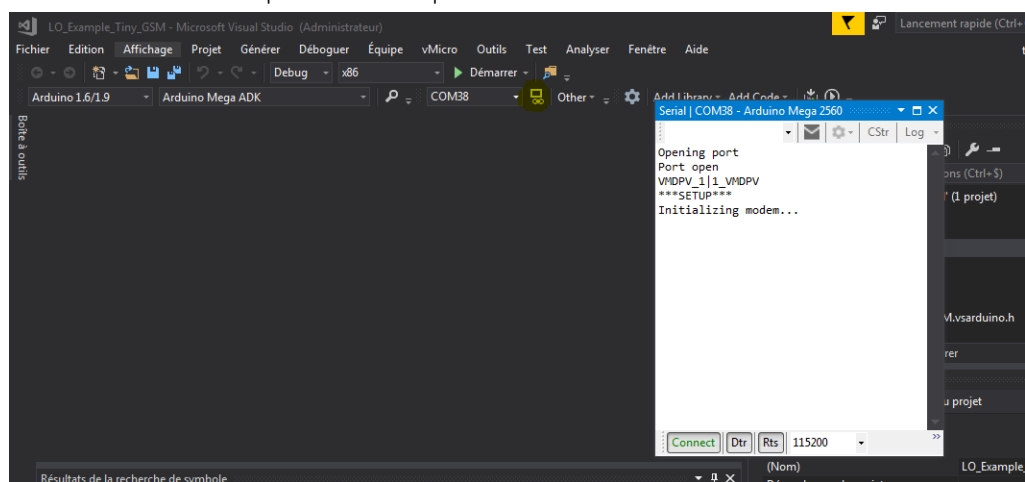 LO_Example_Tiny_GSM - Microsoft Visual Studio (Administrateur)
Lancement rapide (Ctrl+
Fichier Edition Affichage Projet Générer Déboguer Équipe vMicro Outils Test Analyser Fenêtre Aide
Debug x86 Démarrer
Arduino 1.6/1.9 Arduino Mega ADK COM38 Other Add Library Add Code
Boîte à outils
Serial | COM38 - Arduino Mega 2560
CStr Log
Opening port
Port open
VMDPV_1|1_VMDPV
***SETUP***
Initializing modem...
ons (Ctrl+$)
' (1 projet)
M.vsarduino.h
rer
u projet
Connect Dtr Rts 115200
(Nom) LO_Example_
Résultats de la recherche de symbole